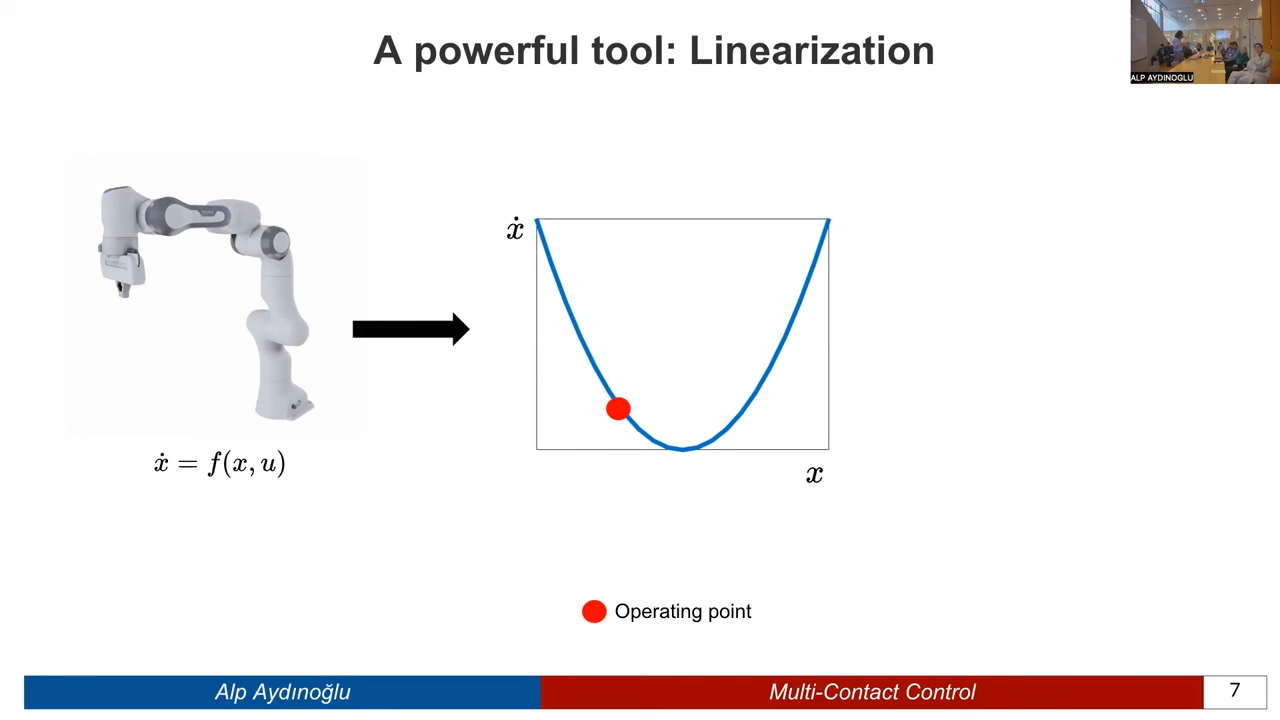 A powerful tool: Linearization
ALP AYDINOGLU
ẋ
ẋ = f(x, u)
x
Operating point
Alp Aydınoğlu
Multi-Contact Control
7